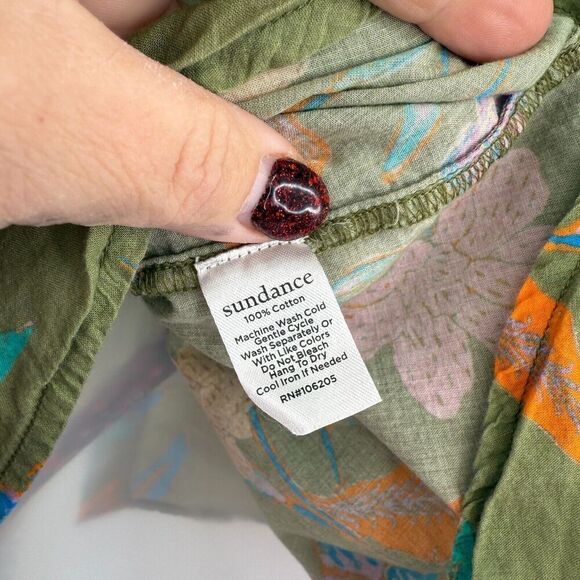 sundance
100% Cotton
Machine Wash Cold
Gentle Cycle
Wash Separately Or
With Like Colors
Do Not Bleach
Hang To Dry
Cool Iron If Needed
RN#106205